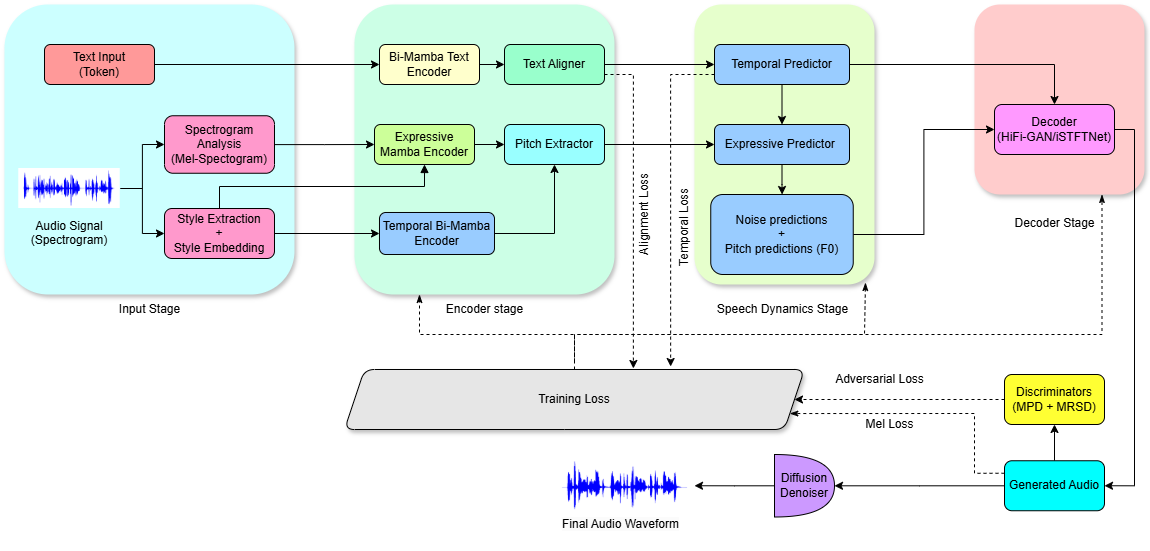 Text Input
(Token)
Spectrogram
Analysis
(Mel-Spectogram)
Audio Signal
(Spectrogram)
Style Extraction
+
Style Embedding
Input Stage
Bi-Mamba Text
Encoder
Text Aligner
Expressive
Mamba Encoder
Pitch Extractor
Temporal Bi-Mamba
Encoder
Encoder stage
Alignment Loss
Temporal Loss
Temporal Predictor
Expressive Predictor
Noise predictions
+
Pitch predictions (F0)
Speech Dynamics Stage
Decoder
(HiFi-GAN/iSTFTNet)
Decoder Stage
Training Loss
Adversarial Loss
Mel Loss
Discriminators
(MPD + MRSD)
Generated Audio
Diffusion
Denoiser
Final Audio Waveform